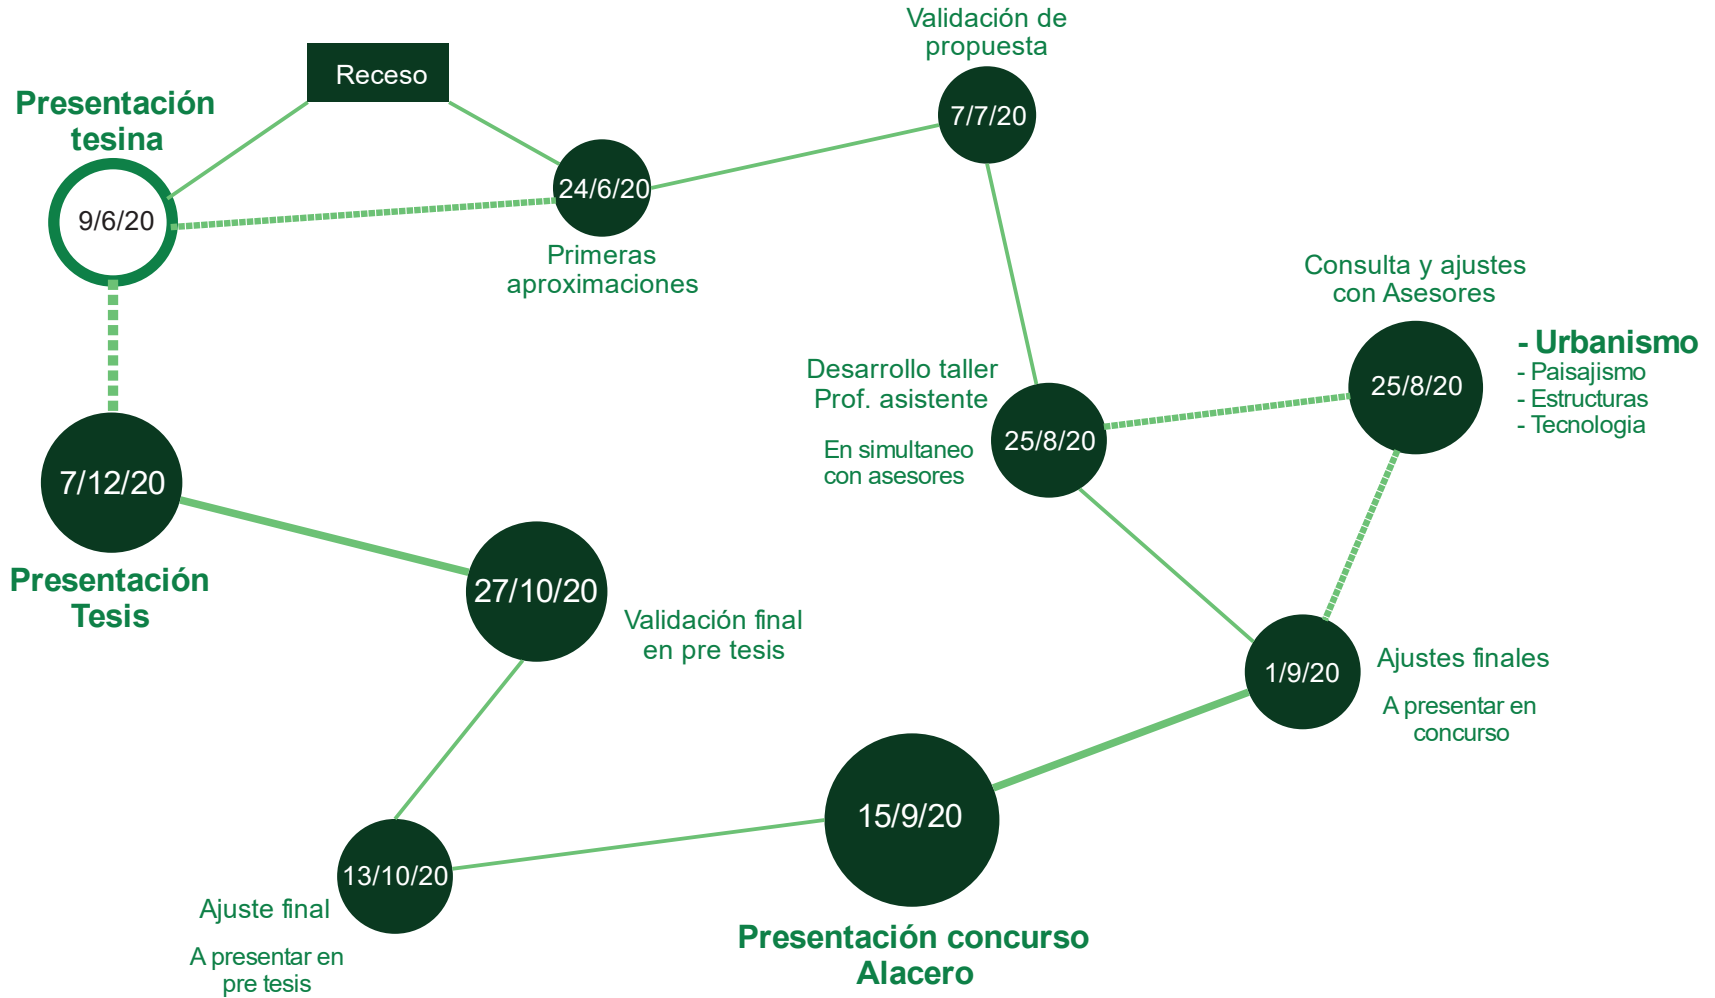 Presentación
tesina
9/6/20
Receso
24/6/20
Primeras
aproximaciones
Validación de
propuesta
7/7/20
Desarrollo taller
Prof. asistente
En simultaneo
con asesores
25/8/20
Consulta y ajustes
con Asesores
25/8/20
- Urbanismo
- Paisajismo
- Estructuras
- Tecnologia
1/9/20
Ajustes finales
A presentar en
concurso
15/9/20
Presentación concurso
Alacero
13/10/20
Ajuste final
A presentar en
pre tesis
27/10/20
Validación final
en pre tesis
7/12/20
Presentación
Tesis